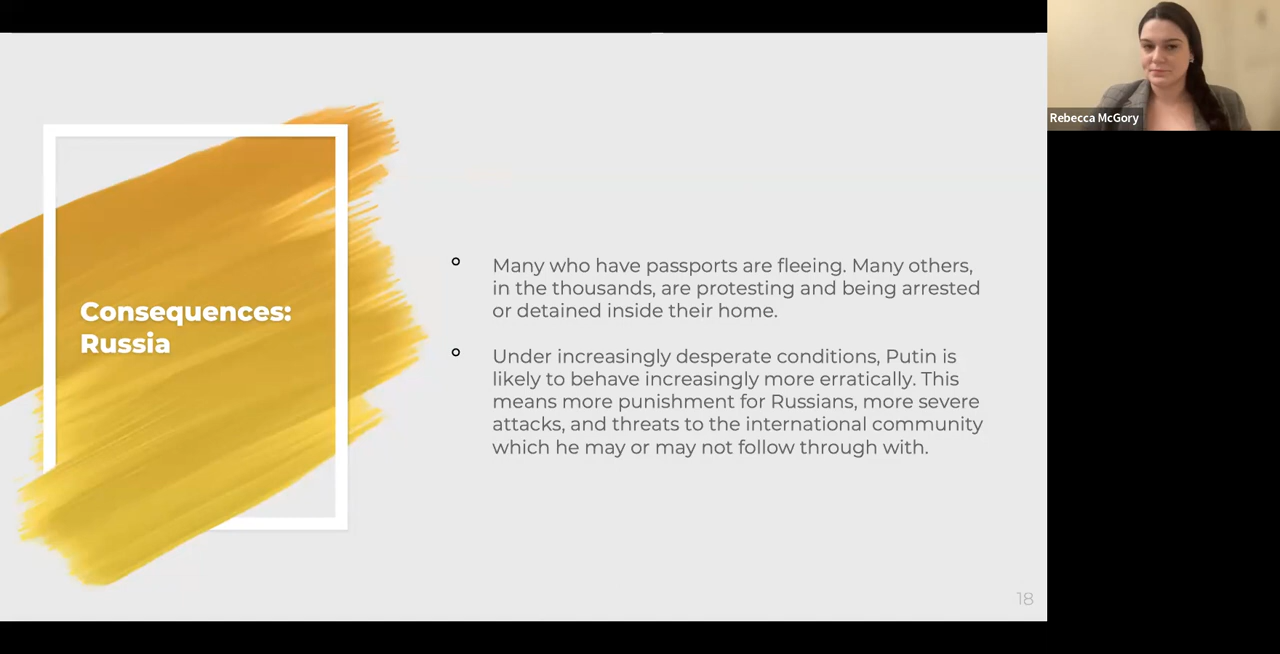 Rebecca McGory
Consequences:
Russia
Many who have passports are fleeing. Many others,
in the thousands, are protesting and being arrested
or detained inside their home.
Under increasingly desperate conditions, Putin is
likely to behave increasingly more erratically. This
means more punishment for Russians, more severe
attacks, and threats to the international community
which he may or may not follow through with.
18